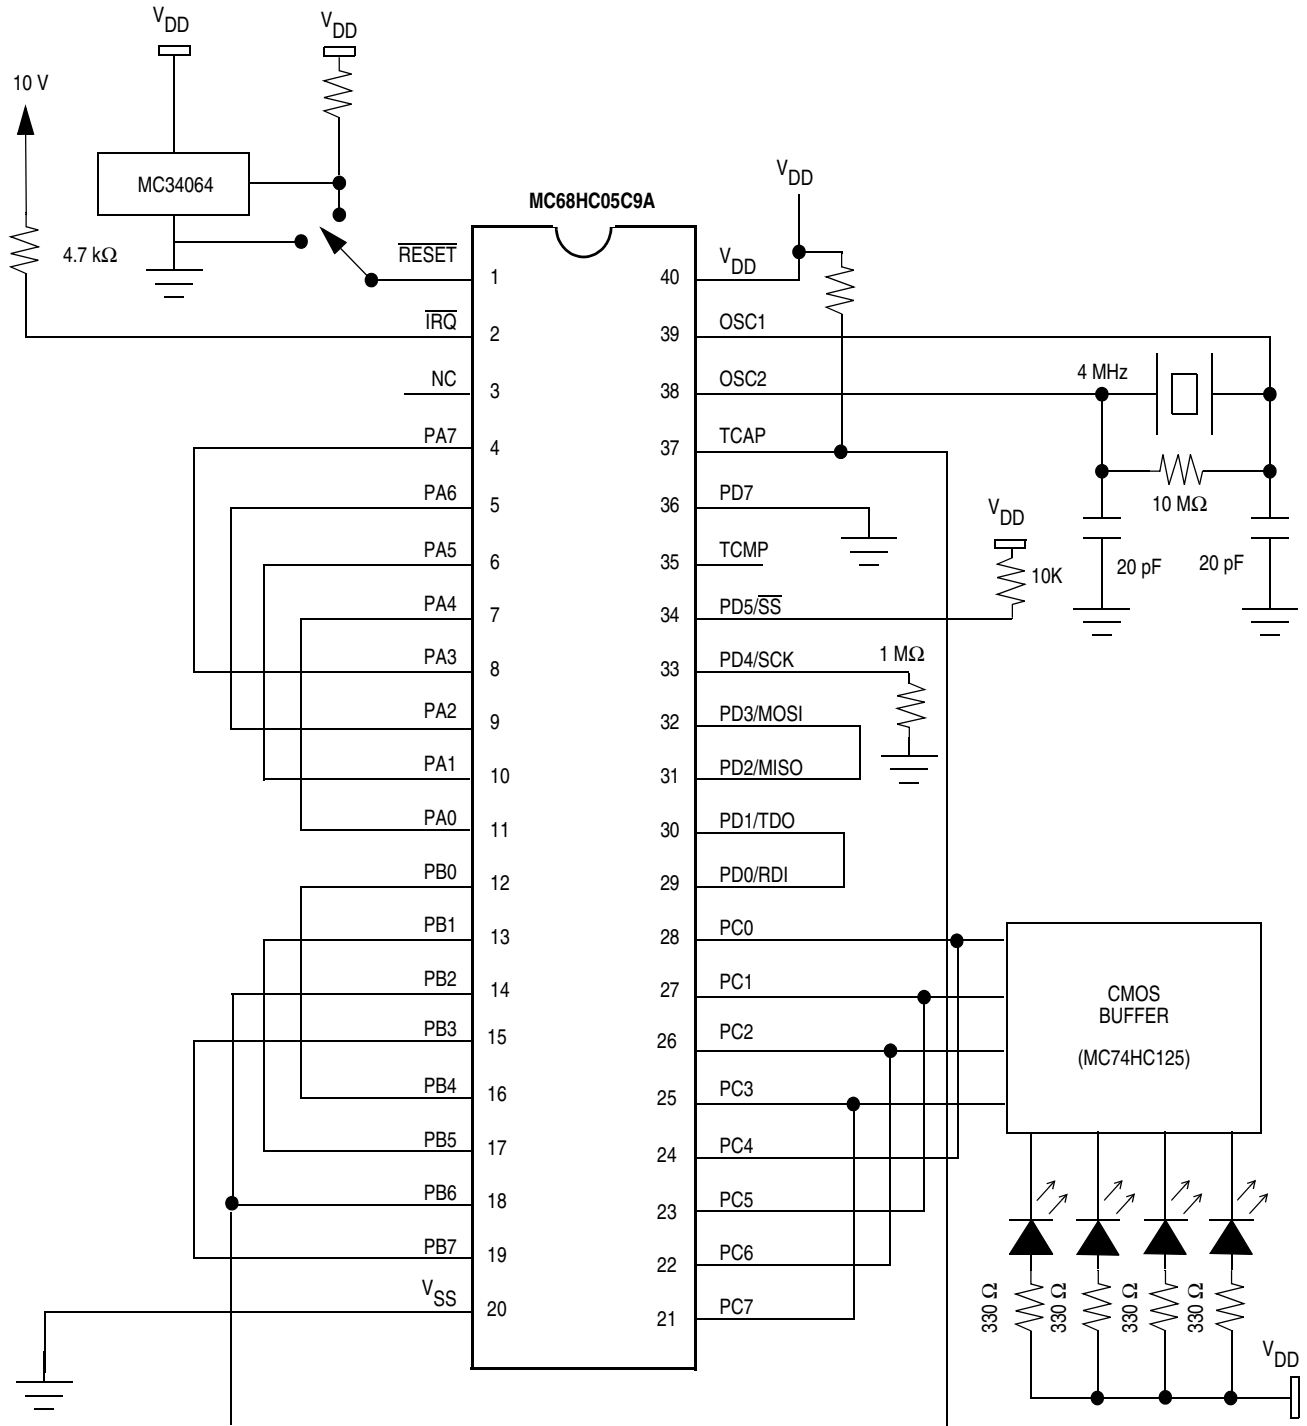 VDD
VDD
10 V
MC34064
4.7 kΩ
MC68HC05C9A
VDD
RESET
1
40
VDD
IRQ
2
39
OSC1
NC
3
38
OSC2
4 MHz
PA7
4
37
TCAP
10 MΩ
PA6
5
36
PD7
VDD
PA5
6
35
TCMP
10K
20 pF
20 pF
PA4
7
34
PD5/SS
PA3
8
33
PD4/SCK
1 MΩ
PA2
9
32
PD3/MOSI
PA1
10
31
PD2/MISO
PA0
11
30
PD1/TDO
PB0
12
29
PD0/RDI
PB1
13
28
PC0
PB2
14
27
PC1
CMOS
BUFFER
(MC74HC125)
PB3
15
26
PC2
PB4
16
25
PC3
PB5
17
24
PC4
PB6
18
23
PC5
PB7
19
22
PC6
VSS
20
21
PC7
330 Ω
330 Ω
330 Ω
330 Ω
VDD